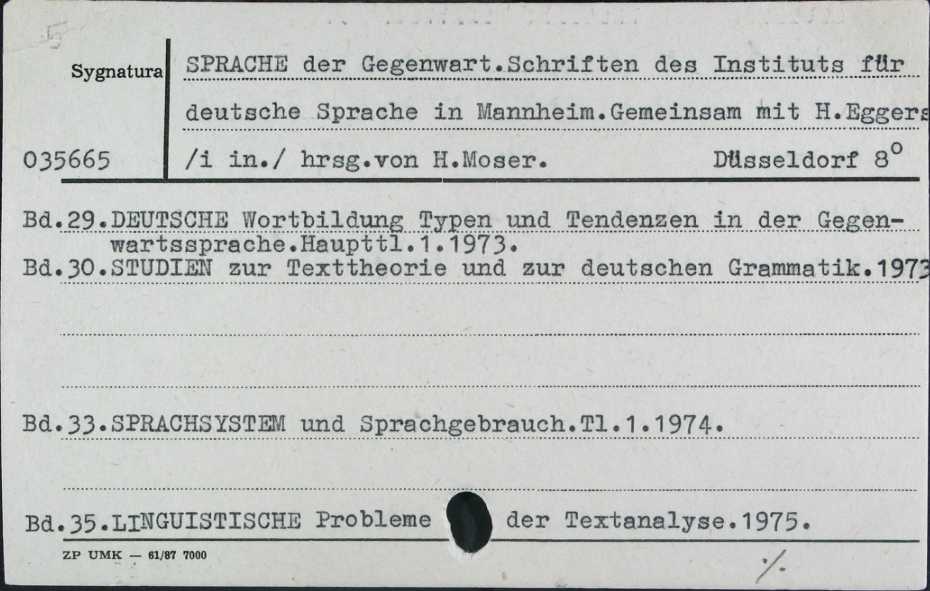 5
Sygnatura
SPRACHE der Gegenwart.Schriften des Instituts für
deutsche Sprache in Mannheim.Gemeinsam mit H.Eggers
035665
/i in./ hrsg.von H.Moser. Düsseldorf 8°
Bd.29.DEUTSCHE Wortbildung Typen und Tendenzen in der Gegen-
wartssprache.Haupttl.1.1973.
Bd.30.STUDIEN zur Texttheorie und zur deutschen Grammatik.1973
Bd.33.SPRACHSYSTEM und Sprachgebrauch.Tl.1.1974.
Bd.35.LINGUISTISCHE Probleme der Textanalyse.1975.
ZP UMK — 61/87 7000
./.